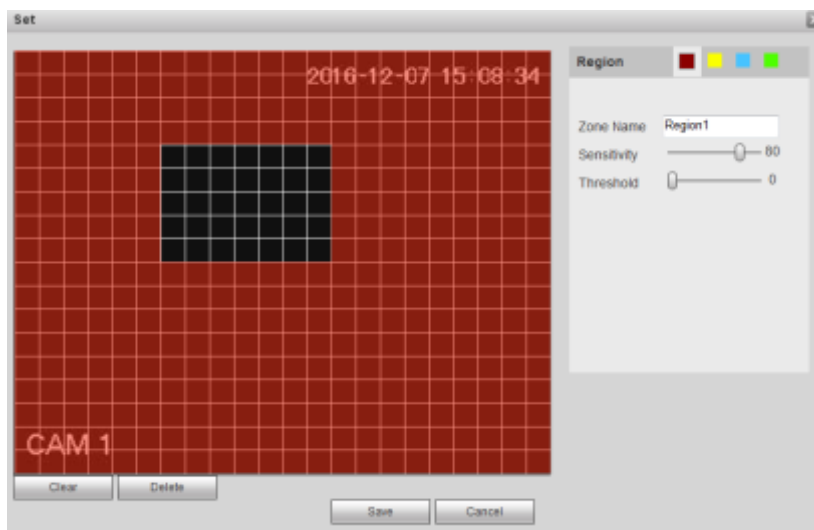 Set
2016-12-07 15:08:34
Region
Zone Name Region1
Sensitivity 80
Threshold 0
CAM 1
Clear Delete
Save Cancel